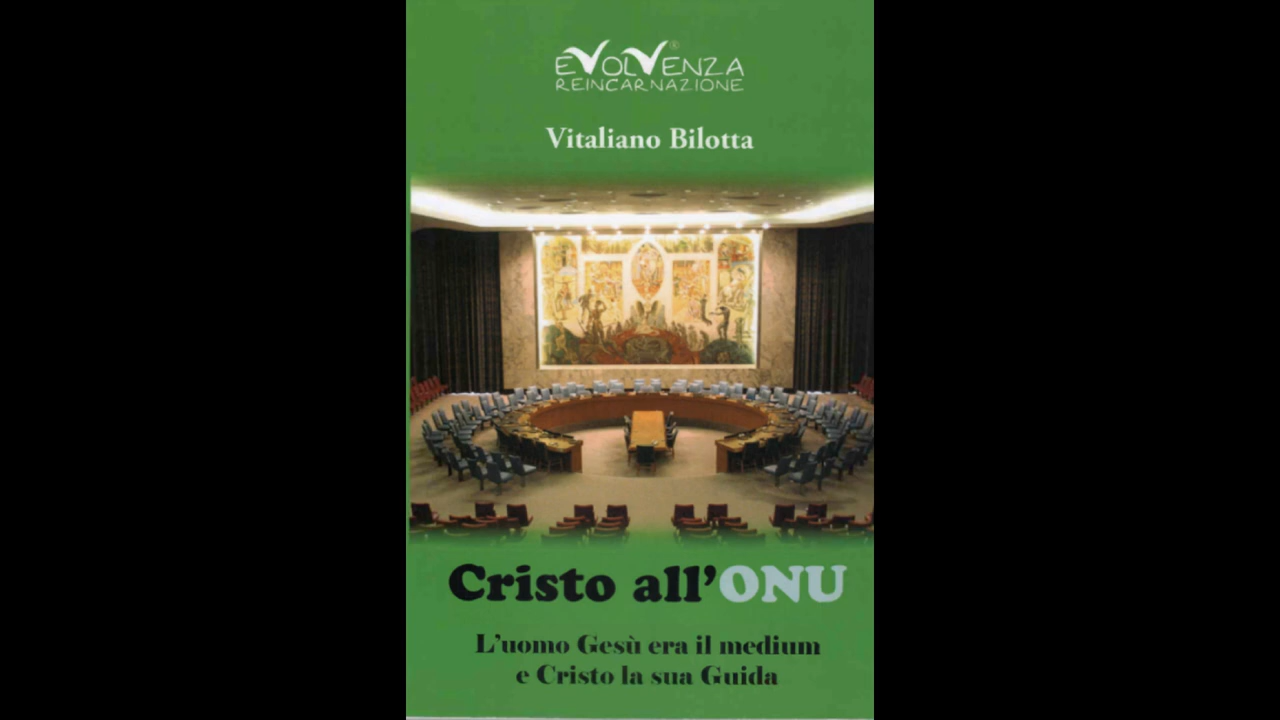 EVOLVENZA®
REINCARNAZIONE
Vitaliano Bilotta
Cristo all'ONU
L'uomo Gesù era il medium
e Cristo la sua Guida